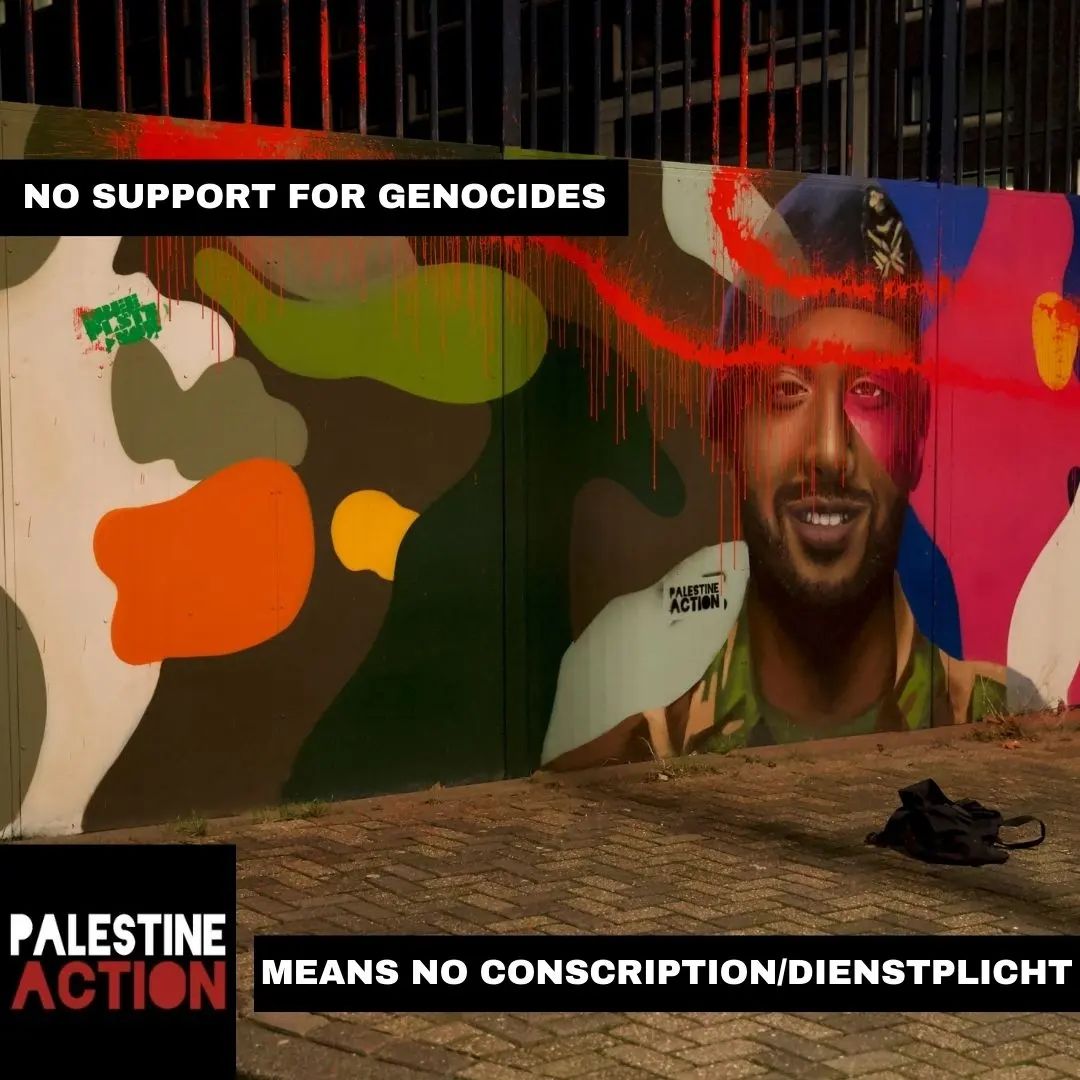 NO SUPPORT FOR GENOCIDES
PALESTINE
ACTION
PALESTINE
ACTION
MEANS NO CONSCRIPTION/DIENSTPLICHT